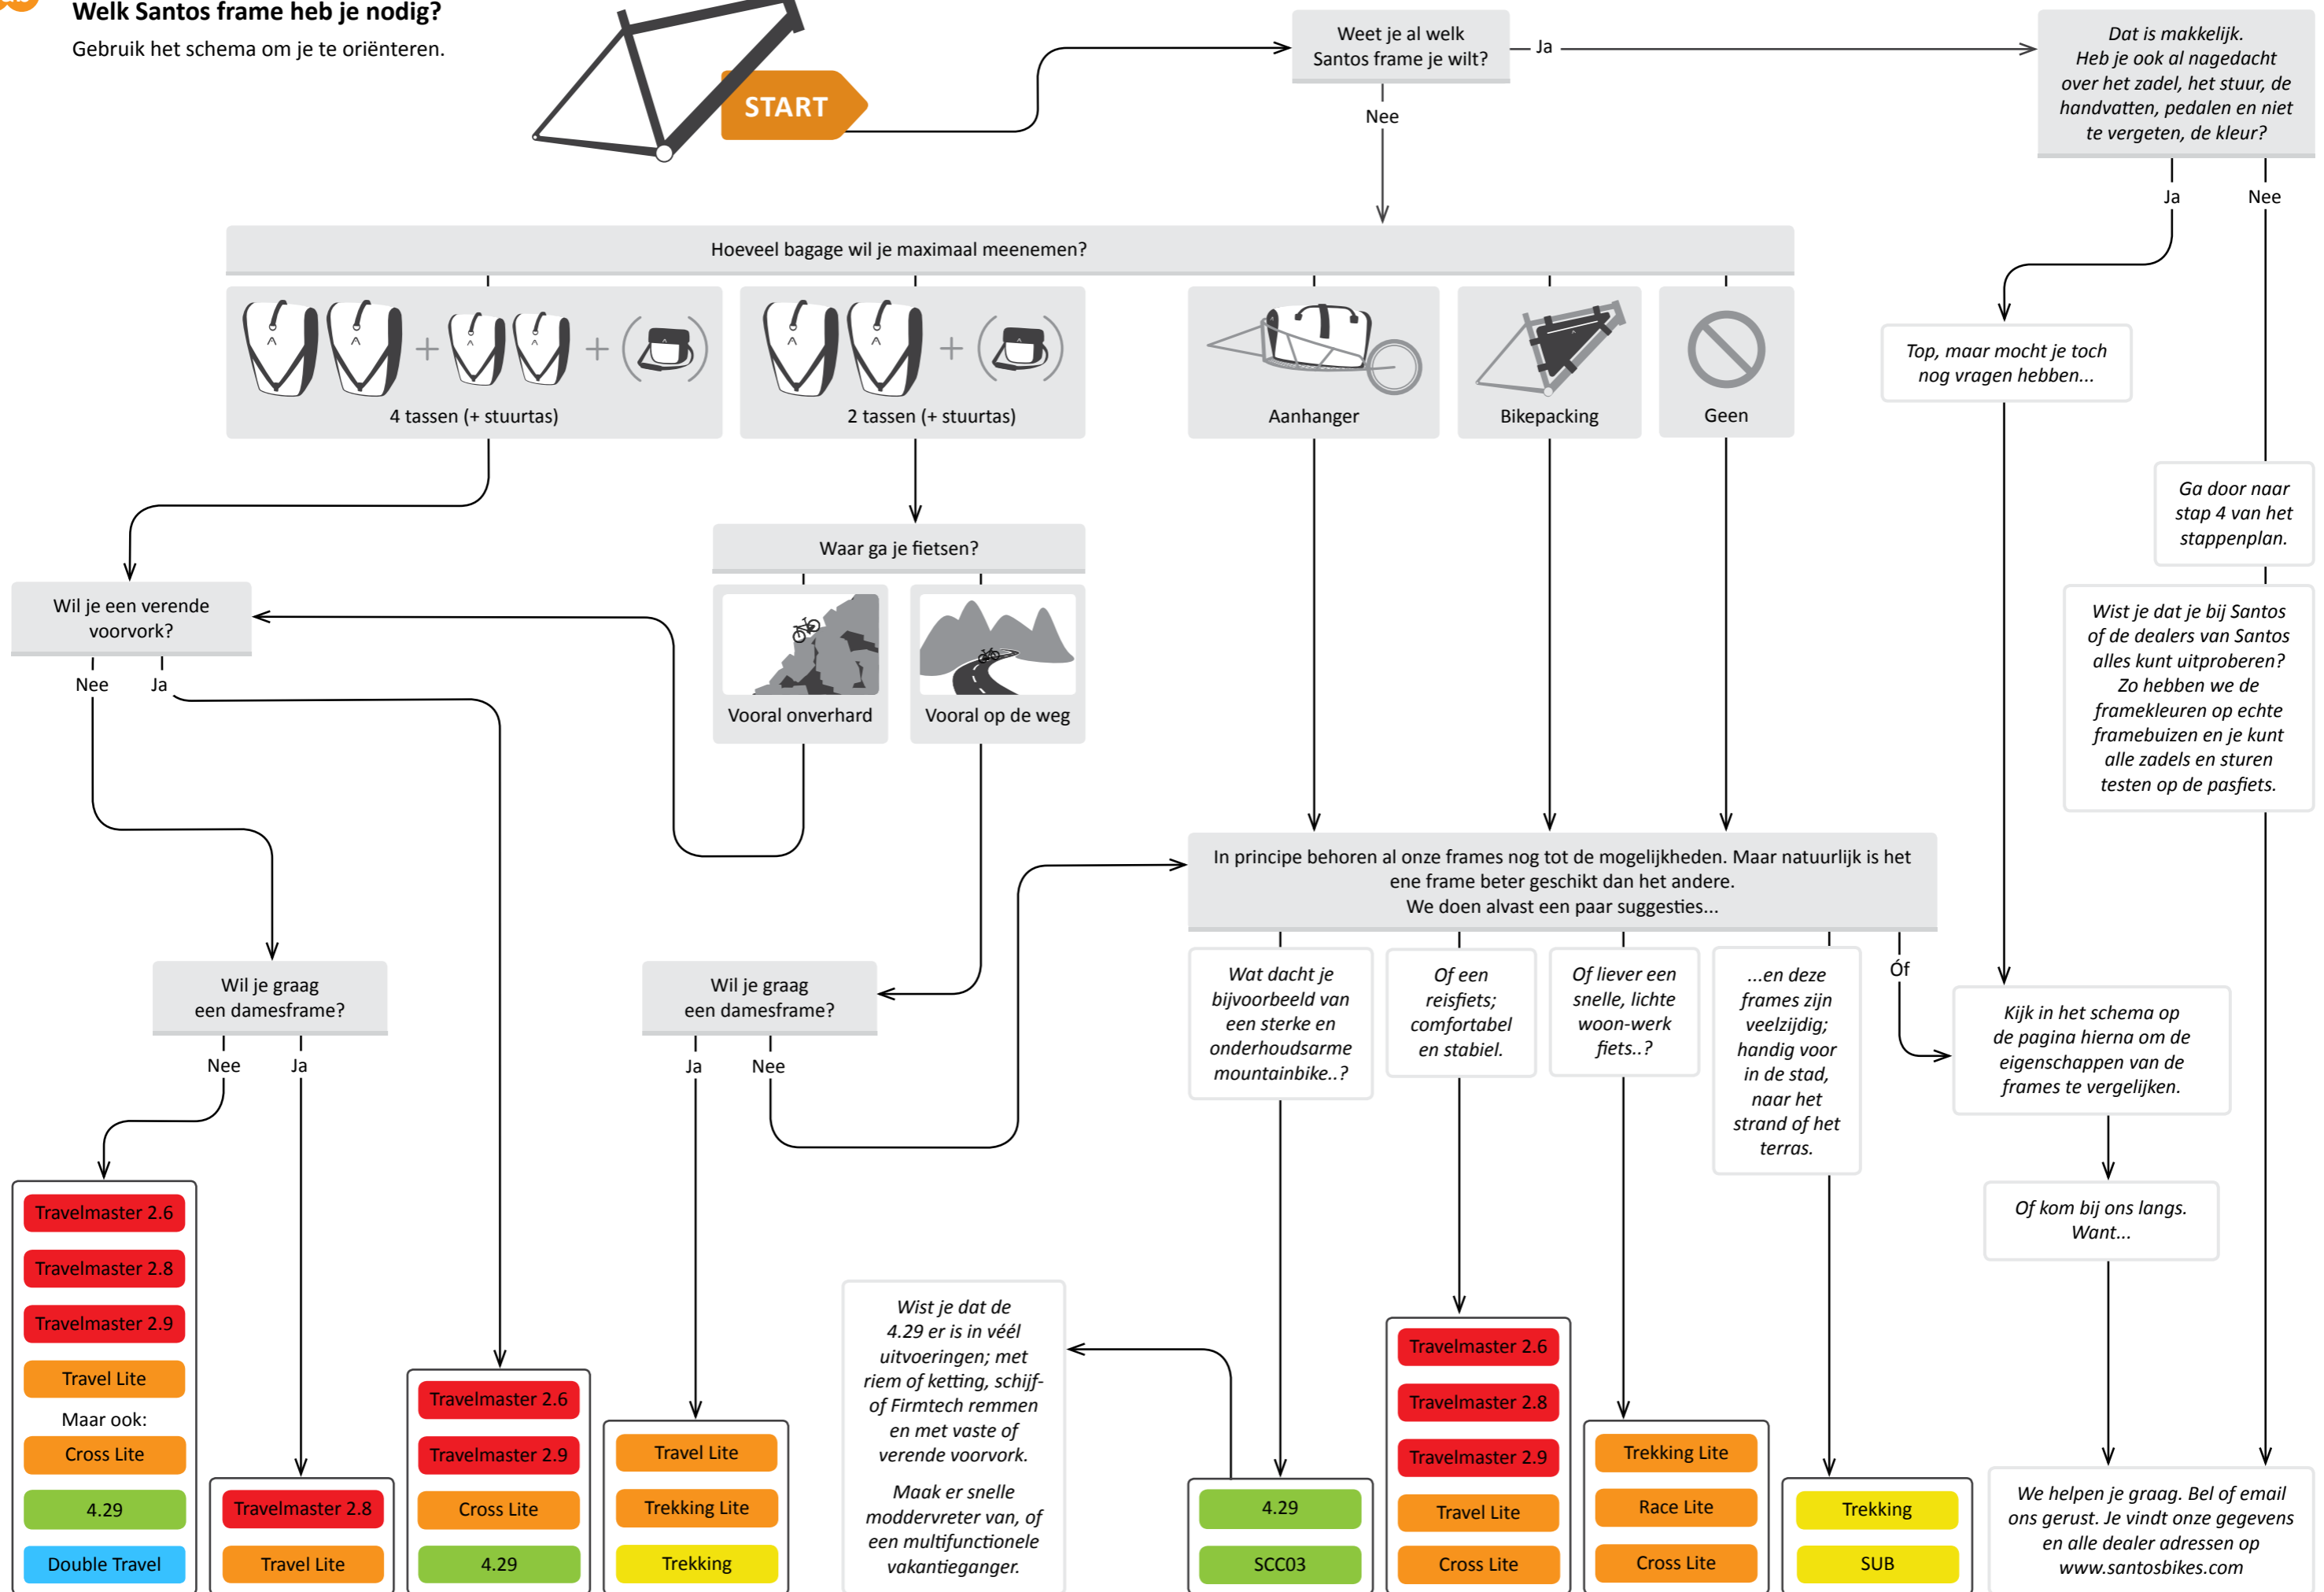 Welk Santos frame heb je nodig?
Gebruik het schema om je te oriënteren.
START
Weet je al welk
Santos frame je wilt?
Ja
Nee
Dat is makkelijk.
Heb je ook al nagedacht
over het zadel, het stuur, de
handvatten, pedalen en niet
te vergeten, de kleur?
Ja
Nee
Hoeveel bagage wil je maximaal meenemen?
4 tassen (+ stuurtas)
2 tassen (+ stuurtas)
Aanhanger
Bikepacking
Geen
Top, maar mocht je toch
nog vragen hebben...
Ga door naar
stap 4 van het
stappenplan.
Waar ga je fietsen?
Vooral onverhard
Vooral op de weg
Wil je een verende
voorvork?
Nee
Ja
Wist je dat je bij Santos
of de dealers van Santos
alles kunt uitproberen?
Zo hebben we de
framekleuren op echte
framebuizen en je kunt
alle zadels en sturen
testen op de pasfiets.
In principe behoren al onze frames nog tot de mogelijkheden. Maar natuurlijk is het
ene frame beter geschikt dan het andere.
We doen alvast een paar suggesties...
Wil je graag
een damesframe?
Nee
Ja
Wil je graag
een damesframe?
Ja
Nee
Wat dacht je
bijvoorbeeld van
een sterke en
onderhoudsarme
mountainbike..?
Of een
reisfiets;
comfortabel
en stabiel.
Of liever een
snelle, lichte
woon-werk
fiets..?
...en deze
frames zijn
veelzijdig;
handig voor
in de stad,
naar het
strand of het
terras.
Óf
Kijk in het schema op
de pagina hierna om de
eigenschappen van de
frames te vergelijken.
Of kom bij ons langs.
Want...
Travelmaster 2.6
Travelmaster 2.8
Travelmaster 2.9
Travel Lite
Maar ook:
Cross Lite
4.29
Double Travel
Travelmaster 2.8
Travel Lite
Travelmaster 2.6
Travelmaster 2.9
Cross Lite
4.29
Travel Lite
Trekking Lite
Trekking
Wist je dat de
4.29 er is in véél
uitvoeringen; met
riem of ketting, schijf-
of Firmtech remmen
en met vaste of
verende voorvork.
Maak er snelle
moddervreter van, of
een multifunctionele
vakantieganger.
4.29
SCC03
Travelmaster 2.6
Travelmaster 2.8
Travelmaster 2.9
Travel Lite
Cross Lite
Trekking Lite
Race Lite
Cross Lite
Trekking
SUB
We helpen je graag. Bel of email
ons gerust. Je vindt onze gegevens
en alle dealer adressen op
www.santosbikes.com